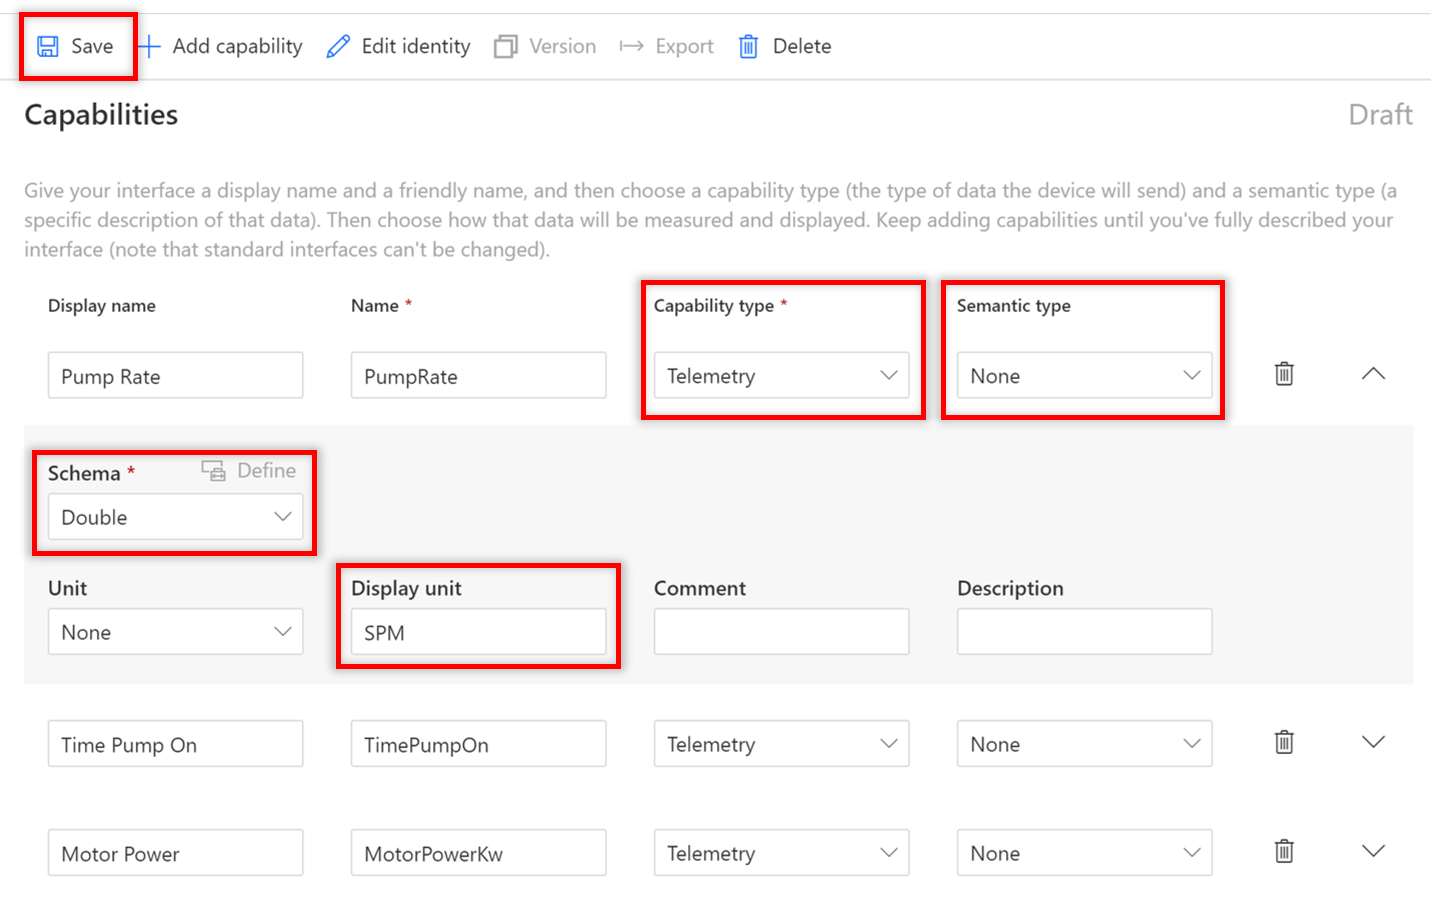 Save Add capability Edit identity Version Export Delete
Capabilities Draft
Give your interface a display name and a friendly name, and then choose a capability type (the type of data the device will send) and a semantic type (a
specific description of that data). Then choose how that data will be measured and displayed. Keep adding capabilities until you've fully described your
interface (note that standard interfaces can't be changed).
Display name Name * Capability type * Semantic type
Pump Rate PumpRate Telemetry None
Schema * Define
Double
Unit Display unit Comment Description
None SPM
Time Pump On TimePumpOn Telemetry None
Motor Power MotorPowerKw Telemetry None